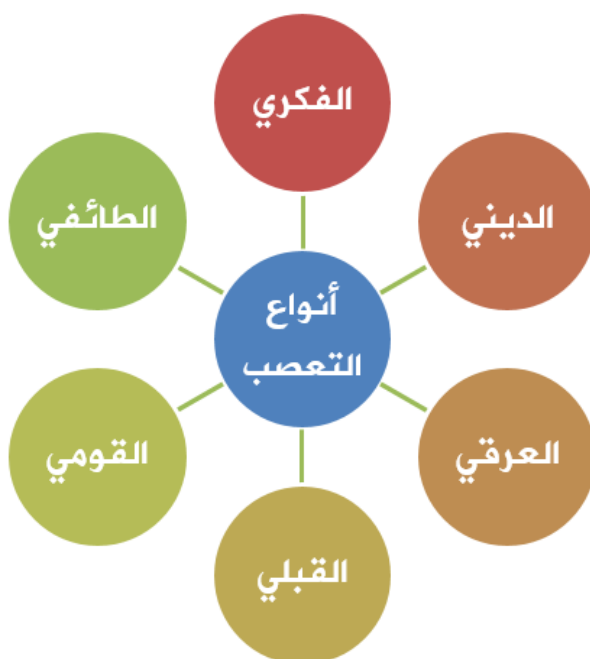 أنواع
التعصب
الفكري
الديني
العرقي
القبلي
القومي
الطائفي